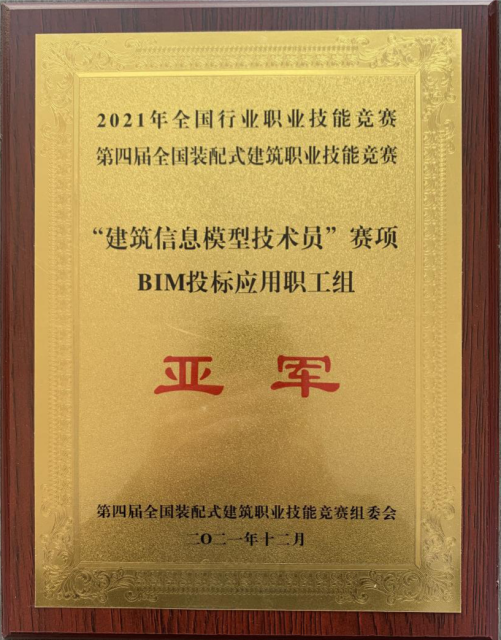 2021年全国行业职业技能竞赛
第四届全国装配式建筑职业技能竞赛
“建筑信息模型技术员”赛项
BIM投标应用职工组
亚军
第四届全国装配式建筑职业技能竞赛组委会
二〇二一年十二月